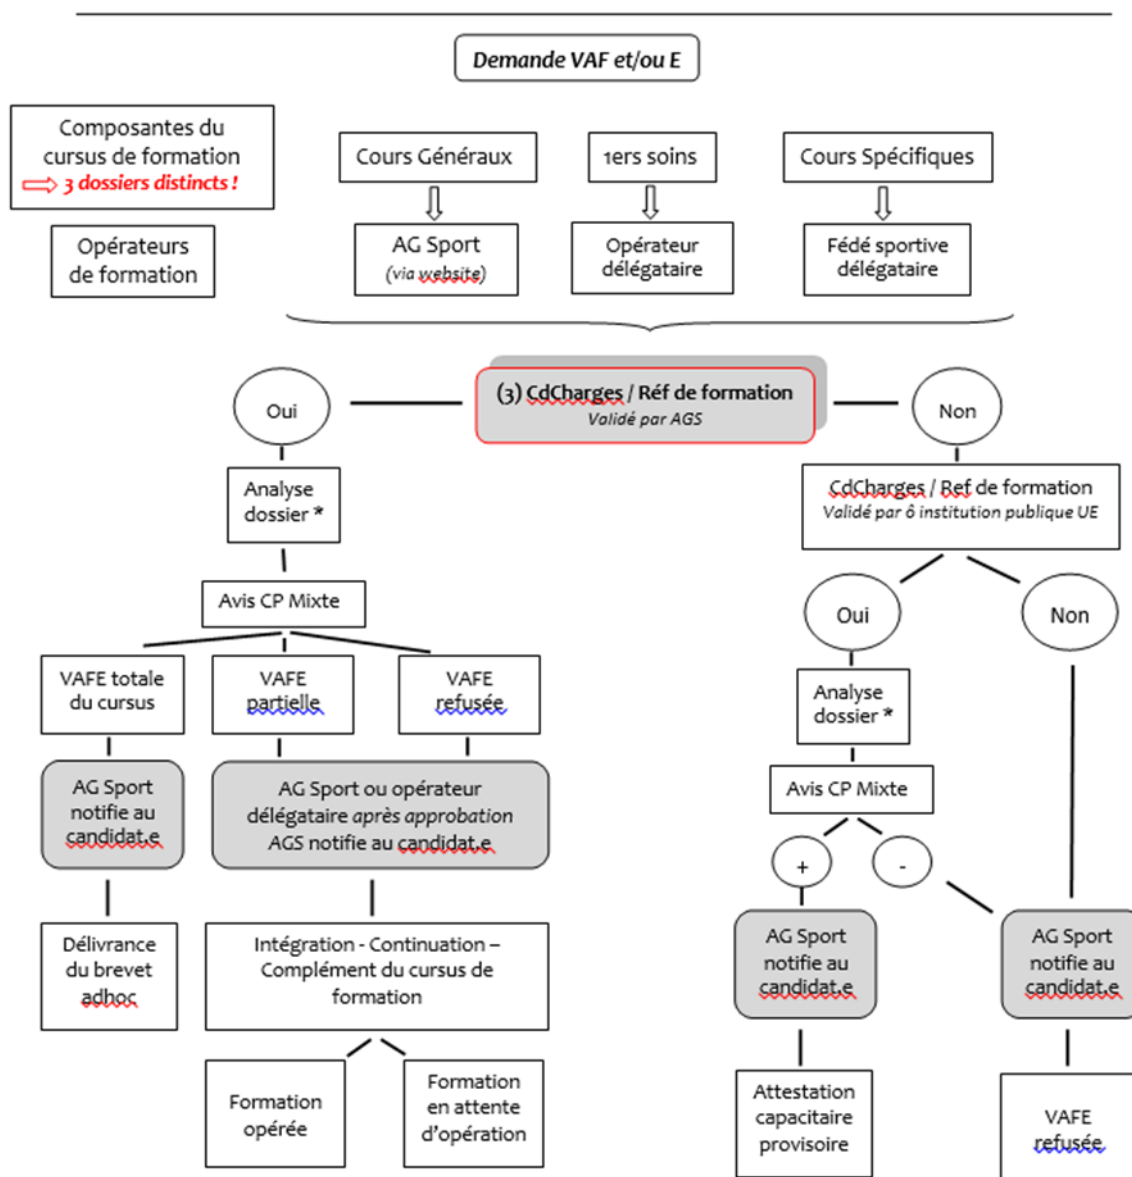 Demande VAF et/ou E
Composantes du
cursus de formation
3 dossiers distincts !
Cours Généraux
1ers soins
Cours Spécifiques
Opérateurs
de formation
AG Sport
(via website)
Opérateur
délégataire
Fédé sportive
délégataire
Oui
(3) CdCharges / Réf de formation
Validé par AGS
Non
Analyse
dossier *
CdCharges / Ref de formation
Validé par ô institution publique UE
Avis CP Mixte
Oui
Non
VAFE totale
du cursus
VAFE
partielle
VAFE
refusée
Analyse
dossier *
AG Sport
notifie au
candidat.e
AG Sport ou opérateur
délégataire après approbation
AGS notifie au candidat.e
Avis CP Mixte
+
-
Délivrance
du brevet
adhoc
Intégration - Continuation –
Complément du cursus de
formation
AG Sport
notifie au
candidat.e
AG Sport
notifie au
candidat.e
Formation
opérée
Formation
en attente
d'opération
Attestation
capacitaire
provisoire
VAFE
refusée